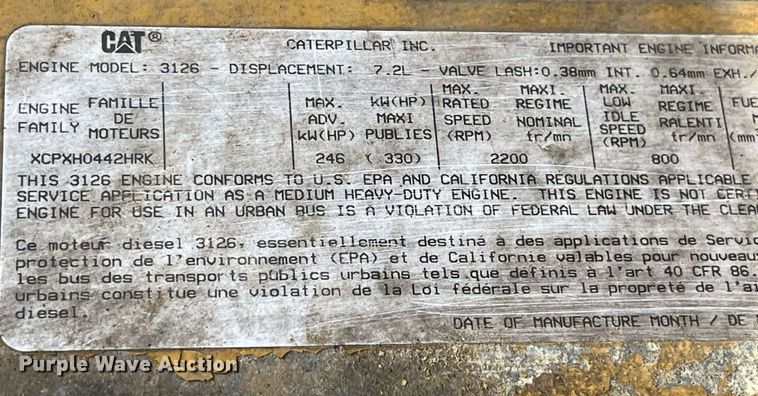 CAT® CATERPILLAR INC. IMPORTANT ENGINE INFORMA
ENGINE MODEL: 3126 - DISPLACEMENT: 7.2L - VALVE LASH:0.38mm INT. 0.64mm EXH./
ENGINE FAMILY
FAMILLE DE MOTEURS
MAX. ADV. kW(HP)
kW(HP) MAXI PUBLIES
MAX. RATED SPEED (RPM)
MAXI. REGIME NOMINAL tr/mn
MAX. LOW IDLE SPEED (RPM)
MAXI. REGIME RALENTI tr/mn
FUE
(mm³
XCPXH0442HRK 246 ( 330) 2200 800
THIS 3126 ENGINE CONFORMS TO U.S. EPA AND CALIFORNIA REGULATIONS APPLICABLE
SERVICE APPLICATION AS A MEDIUM HEAVY-DUTY ENGINE. THIS ENGINE IS NOT CERTI
ENGINE FOR USE IN AN URBAN BUS IS A VIOLATION OF FEDERAL LAW UNDER THE CLEA
Ce moteur diesel 3126, essentiellement destiné à des applications de Servic
protection de l'environnement (EPA) et de Californie valables pour nouveau
les bus des transports publics urbains tels que définis à l'art 40 CFR 86.
urbains constitue une violation de la Loi fédérale sur la propreté de l'ai
diesel.
DATE OF MANUFACTURE MONTH / DE
Purple Wave Auction